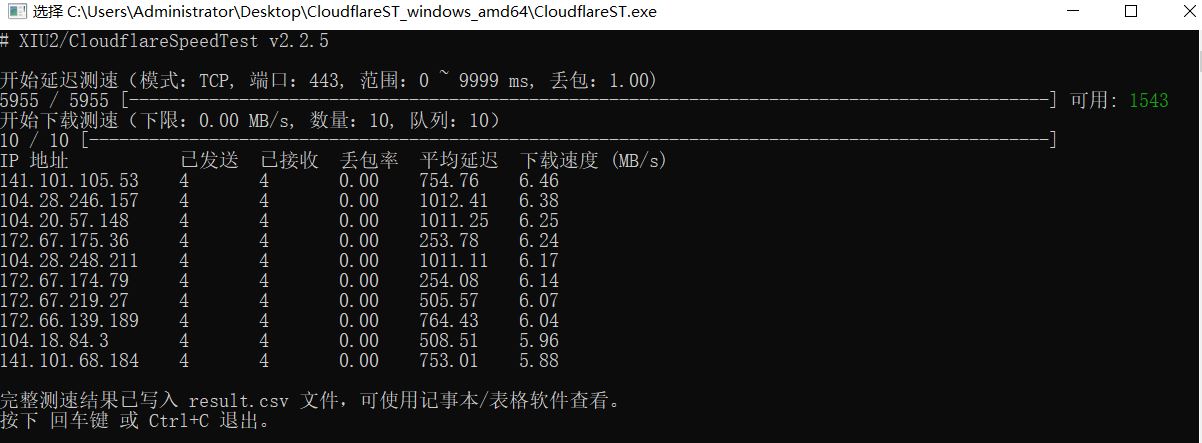 选择 C:\Users\Administrator\Desktop\CloudflareST_windows_amd64\CloudflareST.exe
# XIU2/CloudflareSpeedTest v2.2.5
开始延迟测速（模式：TCP, 端口：443, 范围：0 ~ 9999 ms, 丢包：1.00)
5955 / 5955 [--------------------------------------------------------------------------------------------] 可用: 1543
开始下载测速（下限：0.00 MB/s, 数量：10, 队列：10）
10 / 10 [------------------------------------------------------------------------------------------------]
IP 地址 已发送 已接收 丢包率 平均延迟 下载速度 (MB/s)
141.101.105.53 4 4 0.00 754.76 6.46
104.28.246.157 4 4 0.00 1012.41 6.38
104.20.57.148 4 4 0.00 1011.25 6.25
172.67.175.36 4 4 0.00 253.78 6.24
104.28.248.211 4 4 0.00 1011.11 6.17
172.67.174.79 4 4 0.00 254.08 6.14
172.67.219.27 4 4 0.00 505.57 6.07
172.66.139.189 4 4 0.00 764.43 6.04
104.18.84.3 4 4 0.00 508.51 5.96
141.101.68.184 4 4 0.00 753.01 5.88
完整测速结果已写入 result.csv 文件，可使用记事本/表格软件查看。
按下 回车键 或 Ctrl+C 退出。